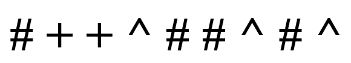 # + + ^ # # ^ # ^